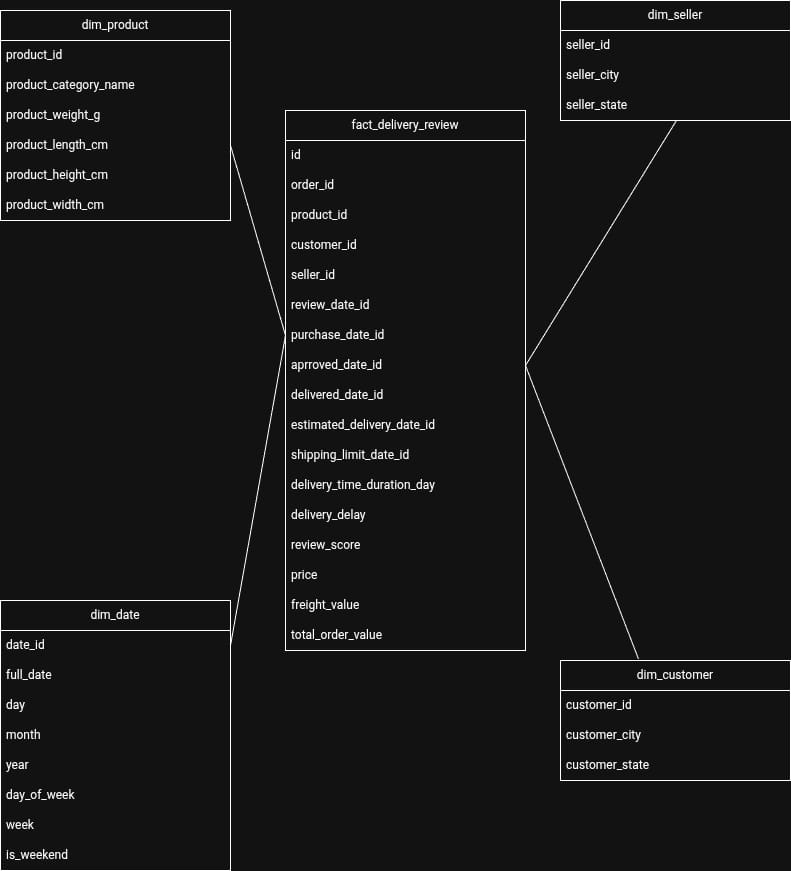 dim_product
product_id
product_category_name
product_weight_g
product_length_cm
product_height_cm
product_width_cm
dim_seller
seller_id
seller_city
seller_state
fact_delivery_review
id
order_id
product_id
customer_id
seller_id
review_date_id
purchase_date_id
aprroved_date_id
delivered_date_id
estimated_delivery_date_id
shipping_limit_date_id
delivery_time_duration_day
delivery_delay
review_score
price
freight_value
total_order_value
dim_date
date_id
full_date
day
month
year
day_of_week
week
is_weekend
dim_customer
customer_id
customer_city
customer_state